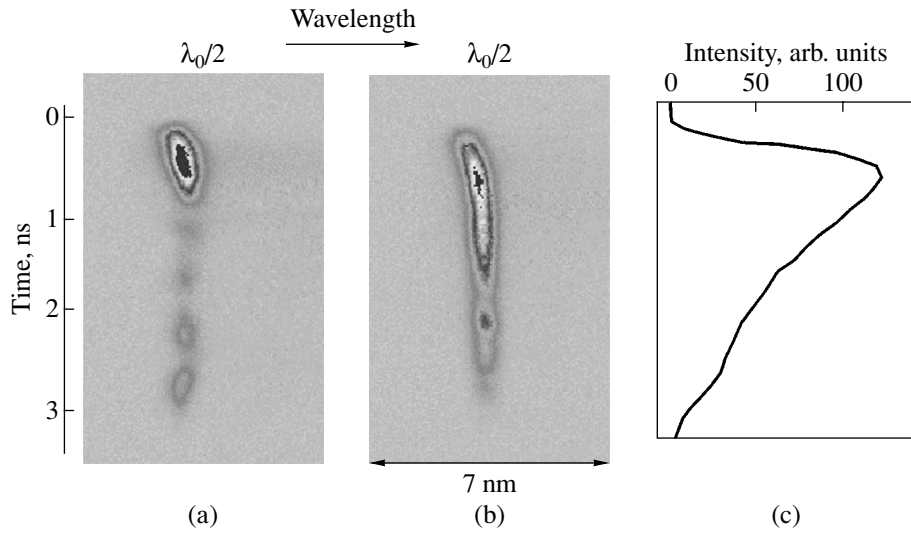 Wavelength
λ0/2
λ0/2
Intensity, arb. units
0 50 100
Time, ns
0
1
2
3
7 nm
(a)
(b)
(c)